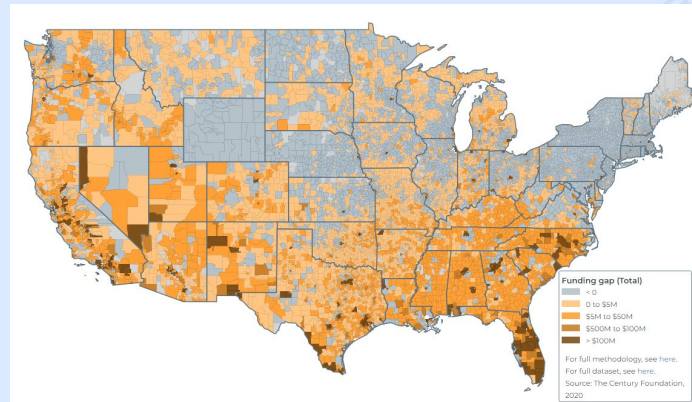 Funding gap (Total)
< 0
0 to $5M
$5M to $50M
$500M to $100M
> $100M
For full methodology, see here.
For full dataset, see here.
Source: The Century Foundation,
2020